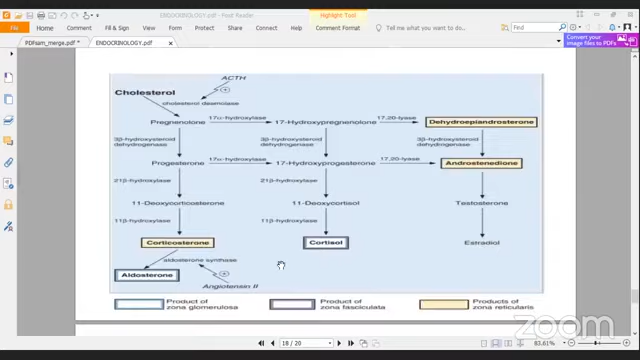 ENDOCRINOLOGY.pdf - Foxit Reader
Highlight Tool
File
Home
Comment
Fill & Sign
View
Form
Protect
Share
Help
Comment Format
Tell me what you want to do...
Find
PDFsam_merge.pdf *
ENDOCRINOLOGY.pdf
Convert your
image files to PDFs
ACTH
Cholesterol
cholesterol desmolase
Pregnenolone
17α-hydroxylase
17-Hydroxypregnenolone
17,20-lyase
Dehydroepiandrosterone
3β-hydroxysteroid
dehydrogenase
3β-hydroxysteroid
dehydrogenase
3β-hydroxysteroid
dehydrogenase
Progesterone
17α-hydroxylase
17-Hydroxyprogesterone
17,20-lyase
Androstenedione
21β-hydroxylase
21β-hydroxylase
11-Deoxycorticosterone
11-Deoxycortisol
Testosterone
11β-hydroxylase
11β-hydroxylase
Corticosterone
Cortisol
Estradiol
aldosterone synthase
Aldosterone
+
Angiotensin II
Product of
zona glomerulosa
Product of
zona fasciculata
Products of
zona reticularis
18 / 20
83.61%
zoom